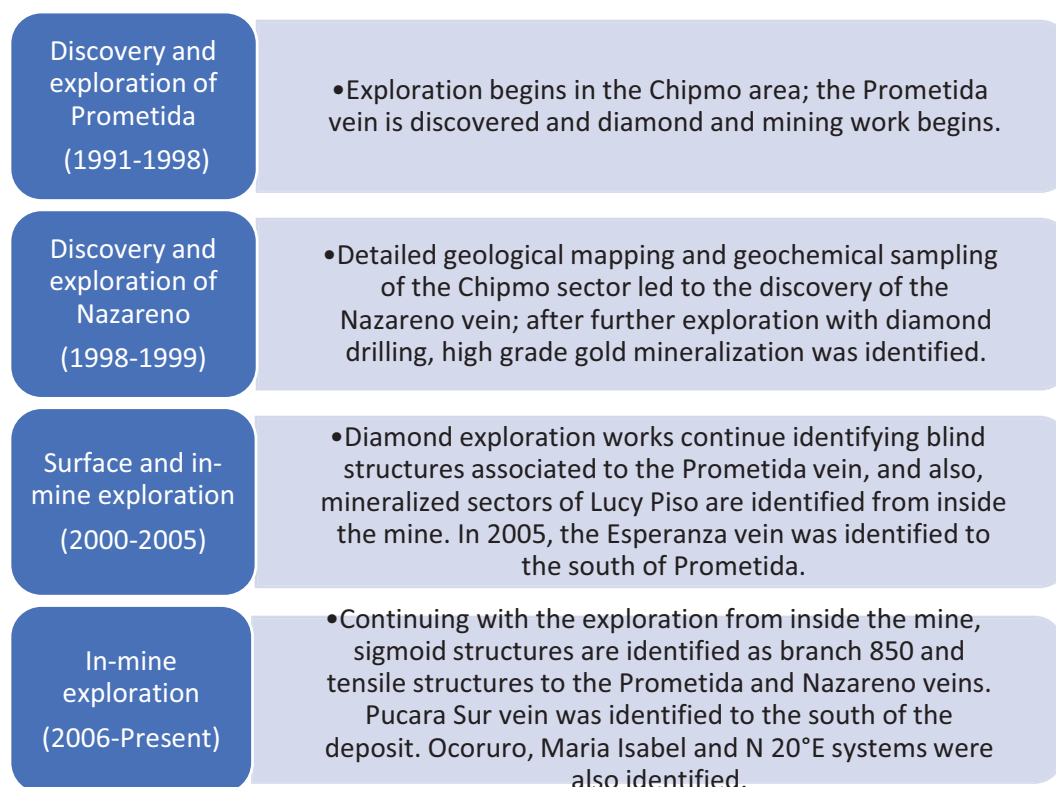 Discovery and
exploration of
Prometida
(1991-1998)
•Exploration begins in the Chipmo area; the Prometida
vein is discovered and diamond and mining work begins.
Discovery and
exploration of
Nazareno
(1998-1999)
•Detailed geological mapping and geochemical sampling
of the Chipmo sector led to the discovery of the
Nazareno vein; after further exploration with diamond
drilling, high grade gold mineralization was identified.
Surface and in-
mine exploration
(2000-2005)
•Diamond exploration works continue identifying blind
structures associated to the Prometida vein, and also,
mineralized sectors of Lucy Piso are identified from inside
the mine. In 2005, the Esperanza vein was identified to
the south of Prometida.
In-mine
exploration
(2006-Present)
•Continuing with the exploration from inside the mine,
sigmoid structures are identified as branch 850 and
tensile structures to the Prometida and Nazareno veins.
Pucara Sur vein was identified to the south of the
deposit. Ocoruro, Maria Isabel and N 20°E systems were
also identified.